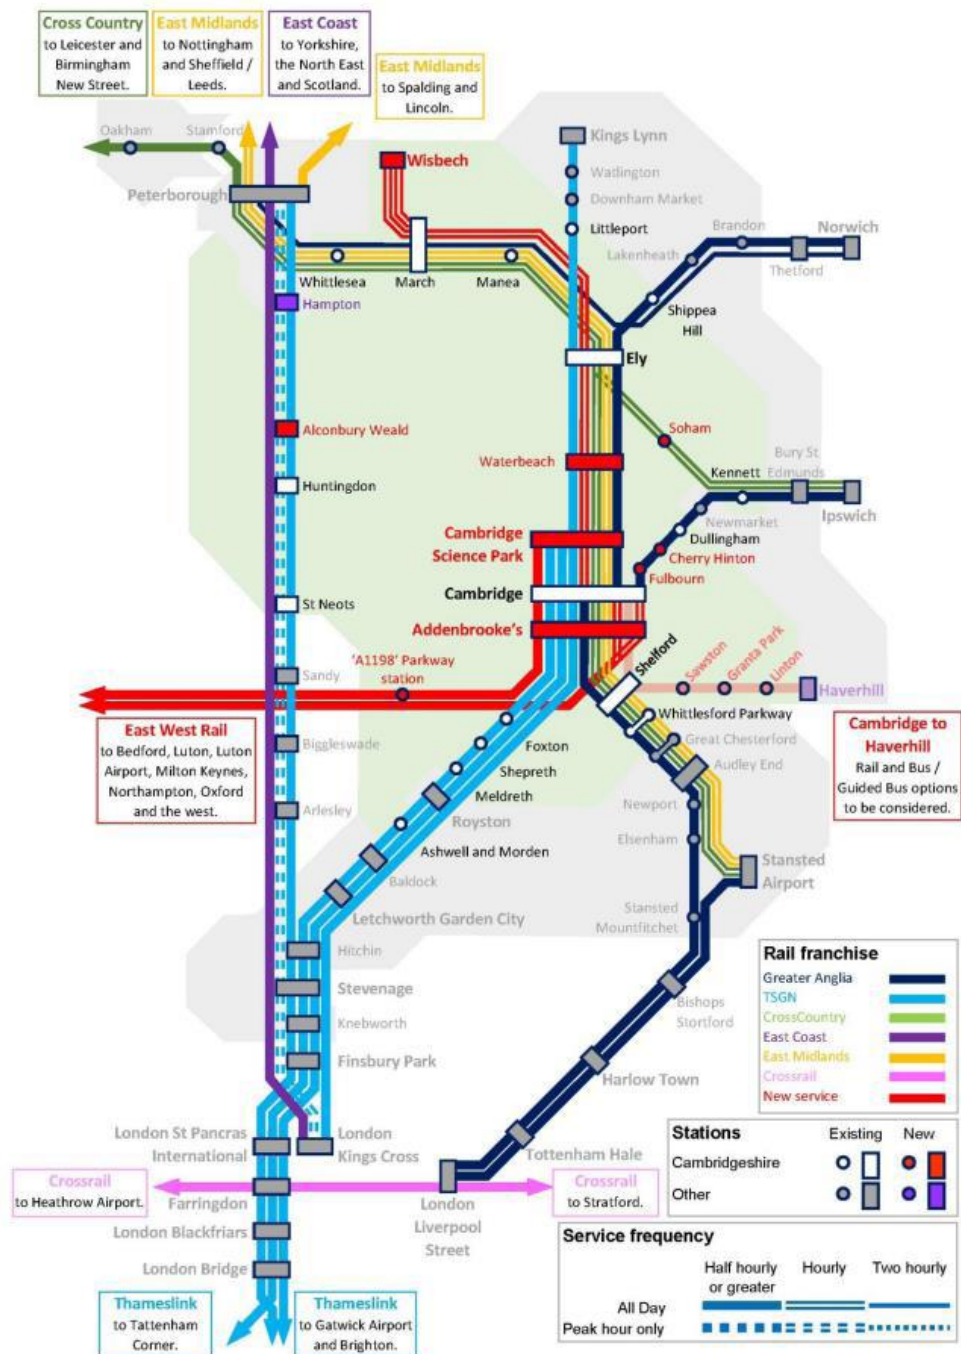 Cross Country
to Leicester and
Birmingham
New Street.
East Midlands
to Nottingham
and Sheffield /
Leeds.
East Coast
to Yorkshire,
the North East
and Scotland.
East Midlands
to Spalding and
Lincoln.
Oakham
Stamford
Peterborough
Wisbech
Kings Lynn
Watlington
Downham Market
Littleport
Brandon
Norwich
Lakenheath
Thetford
Whittlesea
March
Manea
Shippea
Hill
Hampton
Ely
Alconbury Weald
Soham
Waterbeach
Kennett
Bury St
Edmunds
Huntingdon
Newmarket
Ipswich
Dullingham
Cambridge
Science Park
Cherry Hinton
Fulbourn
Cambridge
St Neots
Addenbrooke's
Shelford
Sawston
Granta Park
Linton
Haverhill
Sandy
'A1198' Parkway
station
Whittlesford Parkway
Great Chesterford
Audley End
East West Rail
to Bedford, Luton, Luton
Airport, Milton Keynes,
Northampton, Oxford
and the west.
Cambridge to
Haverhill
Rail and Bus /
Guided Bus options
to be considered.
Biggleswade
Foxton
Shepreth
Meldreth
Royston
Arlesley
Newport
Elsenham
Ashwell and Morden
Baldock
Stansted
Airport
Letchworth Garden City
Stansted
Mountfitchet
Hitchin
Stevenage
Bishops
Stortford
Knebworth
Finsbury Park
Harlow Town
London St Pancras
International
London
Kings Cross
Tottenham Hale
Crossrail
to Heathrow Airport.
Farringdon
London
Liverpool
Street
Crossrail
to Stratford.
London Blackfriars
London Bridge
Thameslink
to Tattenham
Corner.
Thameslink
to Gatwick Airport
and Brighton.
Rail franchise
Greater Anglia
TSGN
CrossCountry
East Coast
East Midlands
Crossrail
New service
Stations Existing New
Cambridgeshire
Other
Service frequency
Half hourly
or greater Hourly Two hourly
All Day
Peak hour only